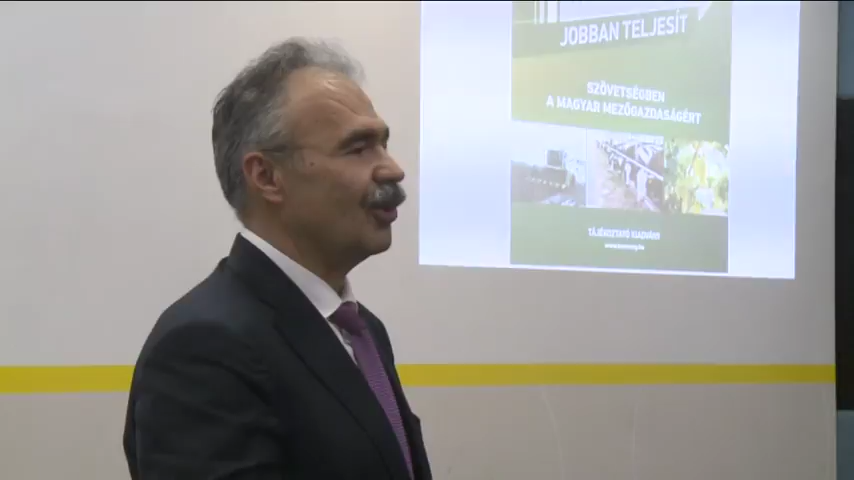 JOBBAN TELJESÍT
SZÖVETSÉGBEN
A MAGYAR MEZŐGAZDASÁGÉRT
TÁJÉKOZTATÓ KIADVÁNY